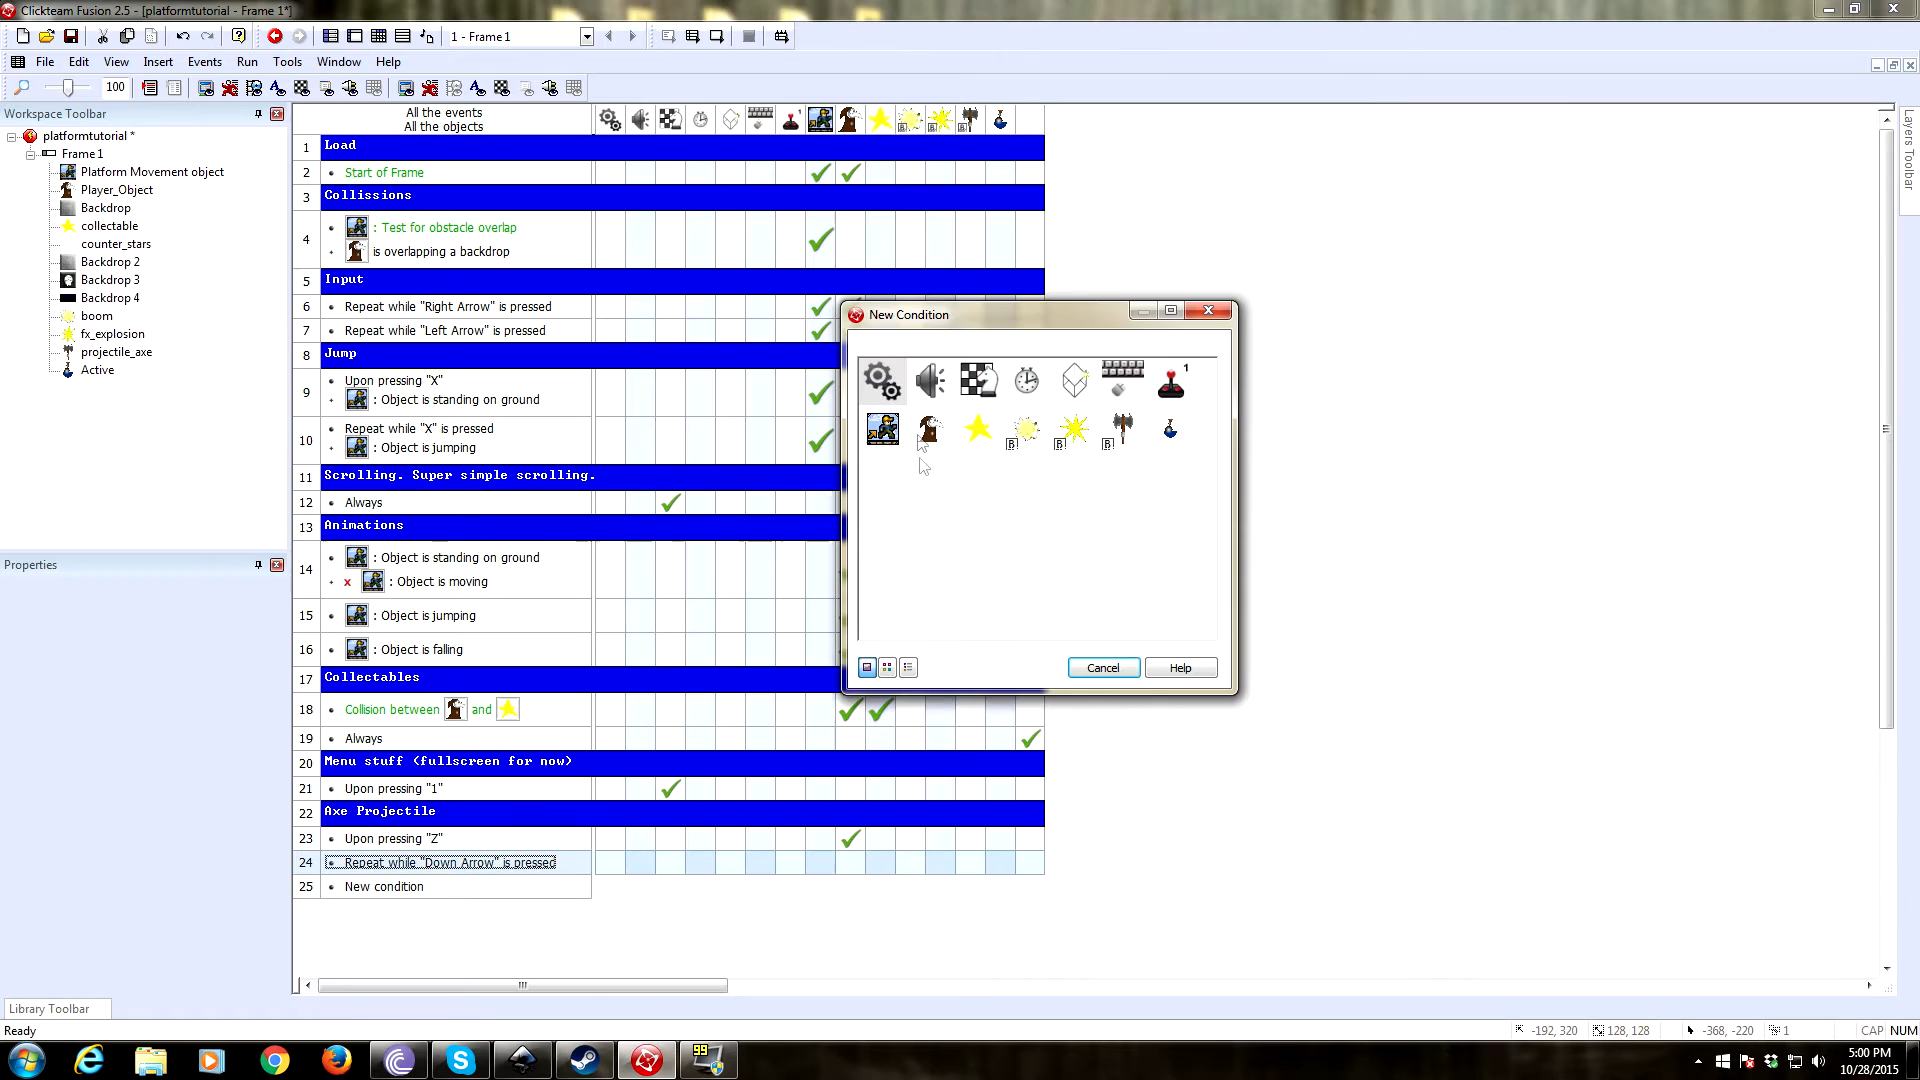 Clickteam Fusion 2.5 - [platformtutorial - Frame 1*]
1 - Frame 1
File Edit View Insert Events Run Tools Window Help
100
Workspace Toolbar
platformtutorial *
Frame 1
Platform Movement object
Player_Object
Backdrop
collectable
counter_stars
Backdrop 2
Backdrop 3
Backdrop 4
boom
fx_explosion
projectile_axe
Active
Properties
Library Toolbar
Layers Toolbar
All the events
All the objects
1 Load
2 Start of Frame
3 Collissions
4 : Test for obstacle overlap
is overlapping a backdrop
5 Input
6 Repeat while "Right Arrow" is pressed
7 Repeat while "Left Arrow" is pressed
8 Jump
9 Upon pressing "X"
: Object is standing on ground
10 Repeat while "X" is pressed
: Object is jumping
11 Scrolling. Super simple scrolling.
12 Always
13 Animations
14 : Object is standing on ground
X : Object is moving
15 : Object is jumping
16 : Object is falling
17 Collectables
18 Collision between and
19 Always
20 Menu stuff (fullscreen for now)
21 Upon pressing "1"
22 Axe Projectile
23 Upon pressing "Z"
24 Repeat while "Down Arrow" is pressed
25 New condition
New Condition
1
B B B
Cancel Help
Ready
-192, 320 128, 128 -368, -220 1 CAP NUM
99
5:00 PM
10/28/2015